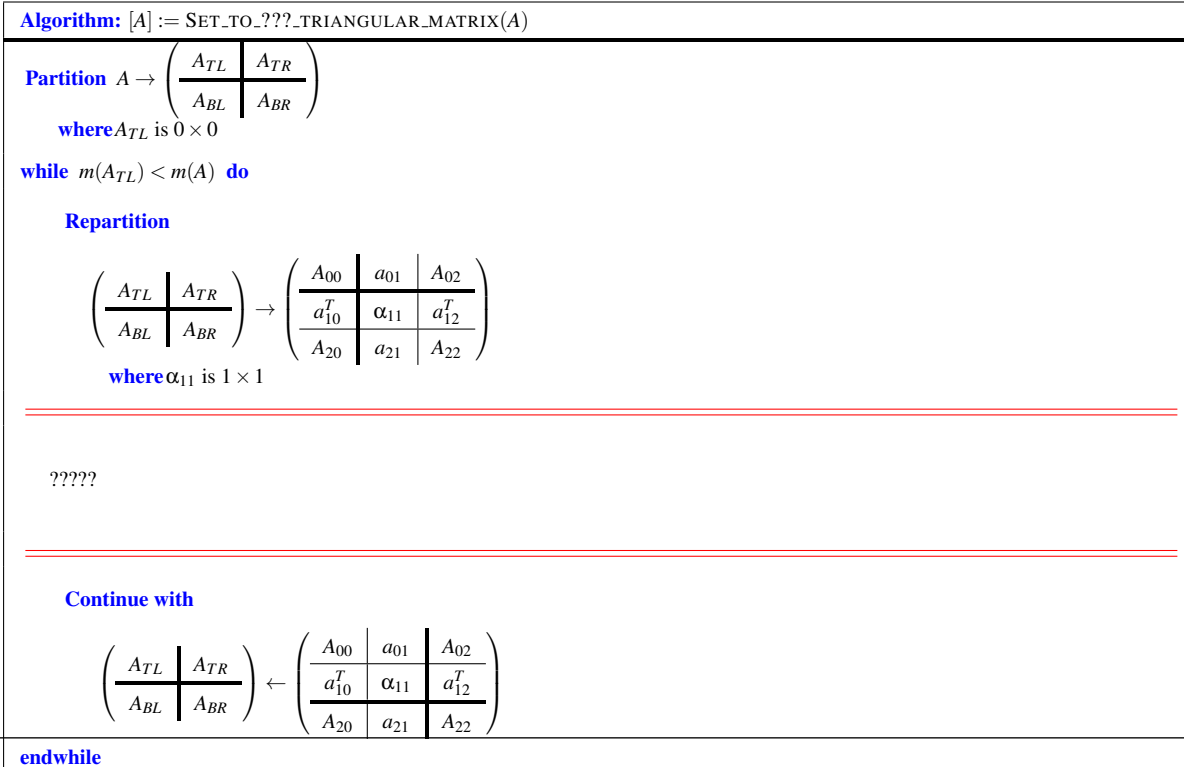 Algorithm: [A] := SET_TO_???_TRIANGULAR_MATRIX(A)
Partition A → ( A_TL A_TR
A_BL A_BR )
where A_TL is 0 × 0
while m(A_TL) < m(A) do
Repartition
( A_TL A_TR
A_BL A_BR ) → ( A_00 a_01 A_02
a_10^T α_11 a_12^T
A_20 a_21 A_22 )
where α_11 is 1 × 1
?????
Continue with
( A_TL A_TR
A_BL A_BR ) ← ( A_00 a_01 A_02
a_10^T α_11 a_12^T
A_20 a_21 A_22 )
endwhile